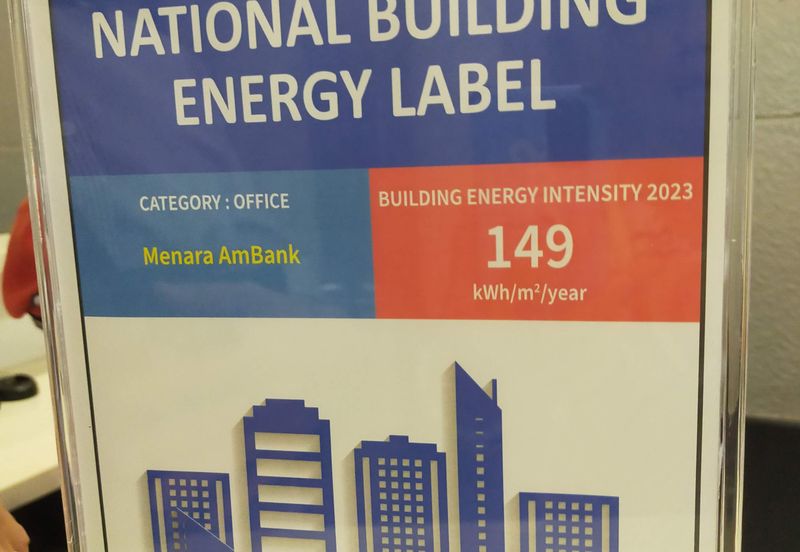 NATIONAL BUILDING
ENERGY LABEL
CATEGORY : OFFICE
Menara AmBank
BUILDING ENERGY INTENSITY 2023
149
kWh/m²/year